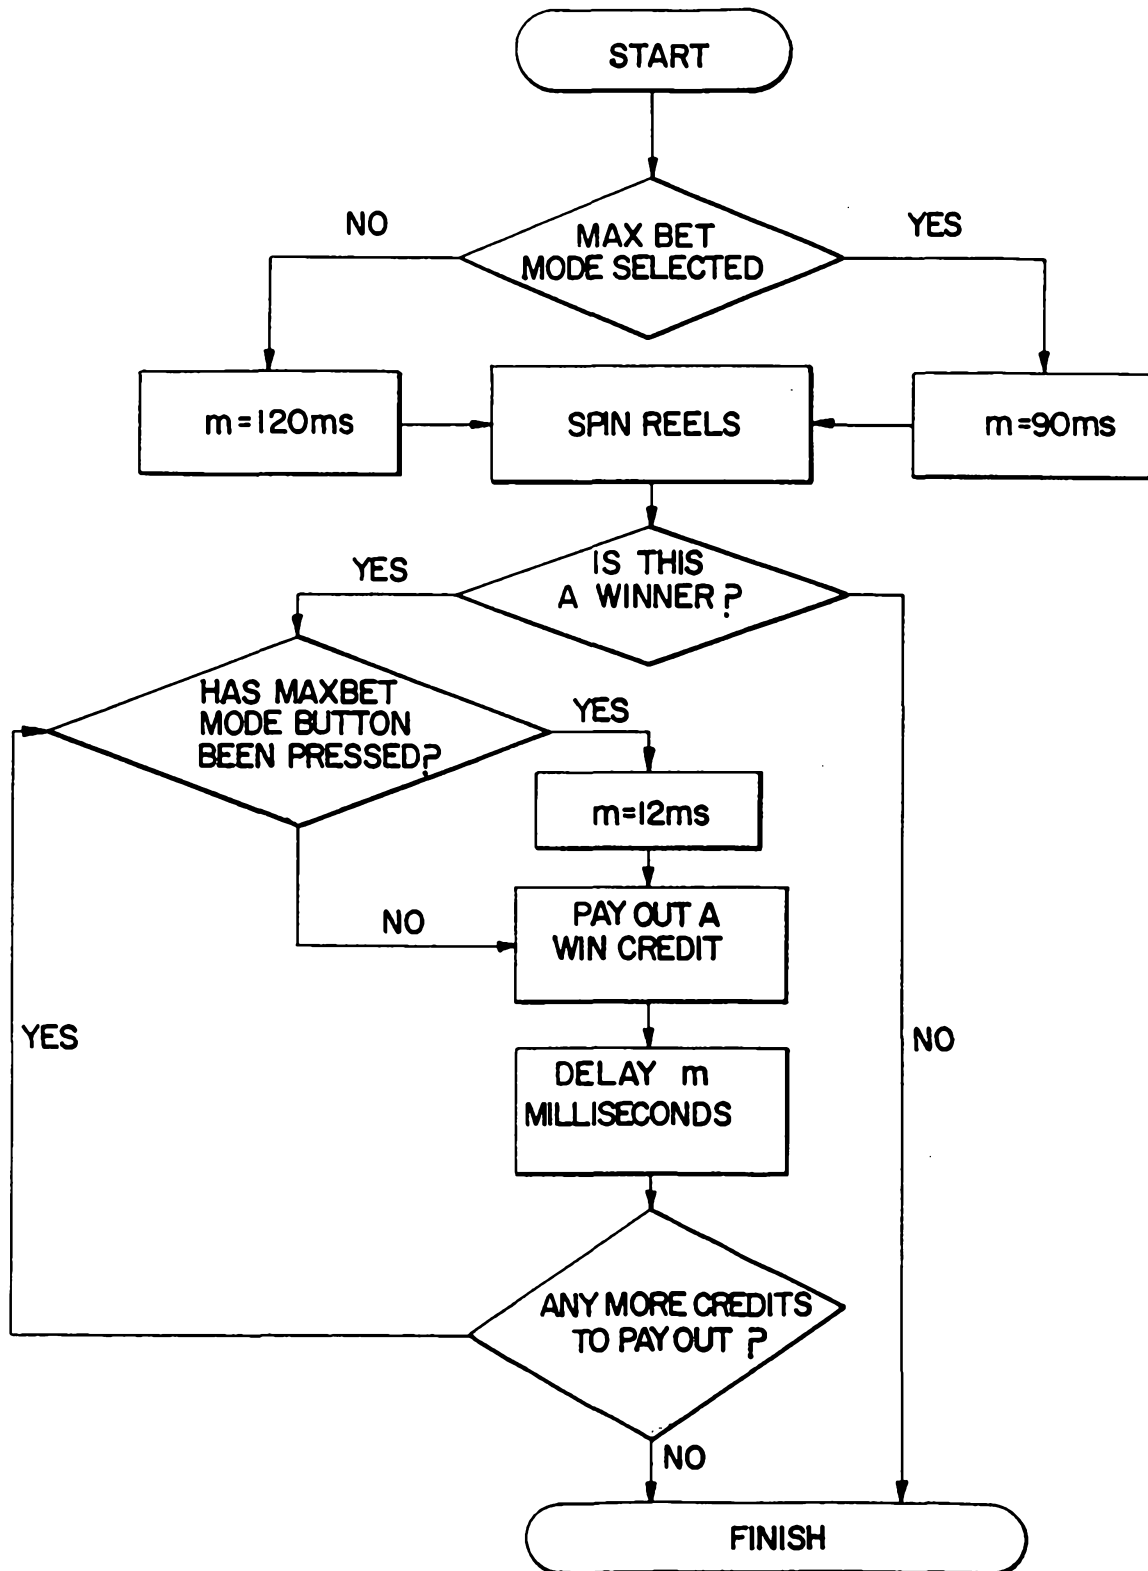 START
NO
YES
MAX BET
MODE SELECTED
m=120ms
SPIN REELS
m=90ms
YES
IS THIS
A WINNER?
HAS MAXBET
MODE BUTTON
BEEN PRESSED?
YES
m=12ms
NO
PAY OUT A
WIN CREDIT
YES
NO
DELAY m
MILLISECONDS
ANY MORE CREDITS
TO PAY OUT ?
NO
FINISH